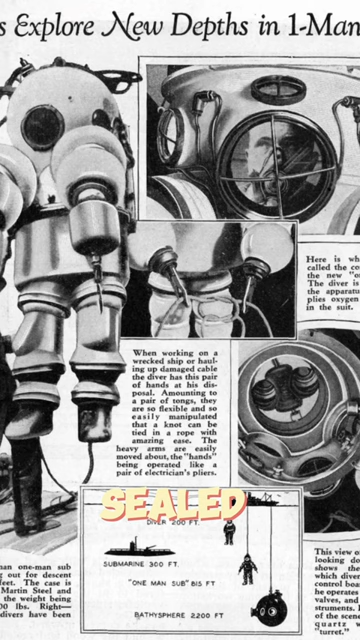 s Explore New Depths in 1-Man
Here is wh
called the co
the new "o
The diver is
the apparatu
plies oxygen
in the suit.
When working on a
wrecked ship or haul-
ing up damaged cable
the diver has this pair
of hands at his dis-
posal. Amounting to
a pair of tongs, they
are so flexible and so
easily manipulated
that a knot can be
tied in a rope with
amazing ease. The
heavy arms are easily
moved about, the "hands"
being operated like a
pair of electrician's pliers.
SEALED
DIVER 200 FT.
SUBMARINE 300 FT.
"ONE MAN SUB" 815 FT
BATHYSPHERE 2200 FT
man one-man sub
g out for descent
feet. The case is
Martin Steel and
the weight being
00 lbs. Right—
divers have been
This view o
looking do
shows the
which diver
control boar
he operates
valves, and
struments. I
of the scena
quartz w
"turret."